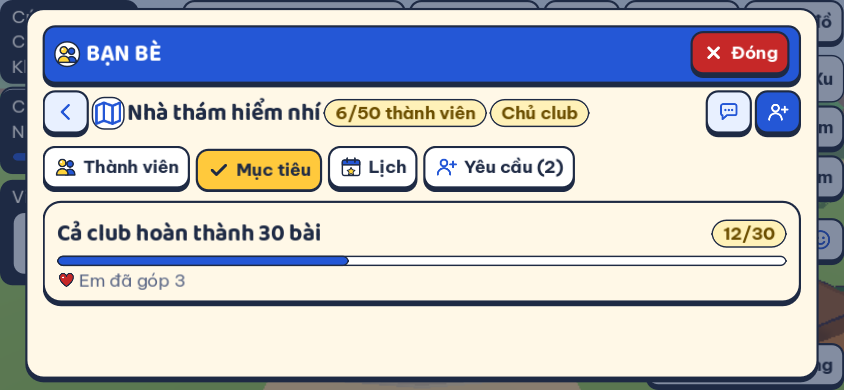 BẠN BÈ
Đóng
Nhà thám hiểm nhí 6/50 thành viên Chủ club
Thành viên Mục tiêu Lịch Yêu cầu (2)
Cả club hoàn thành 30 bài 12/30
Em đã góp 3